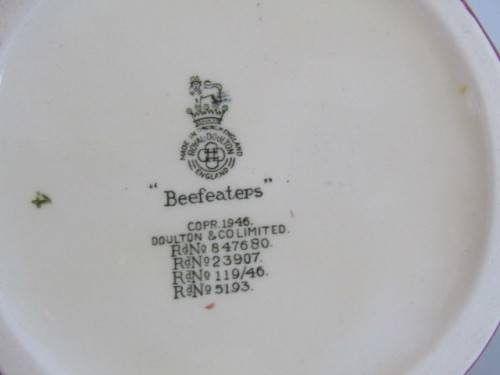 MADE IN ENGLAND
ROYAL·DOULTON
ENGLAND
"Beefeaters"
COPR.1946.
DOULTON & CO LIMITED.
RdNo 847680.
RdNo 23907.
RdNo 119/46.
RdNo 5193.